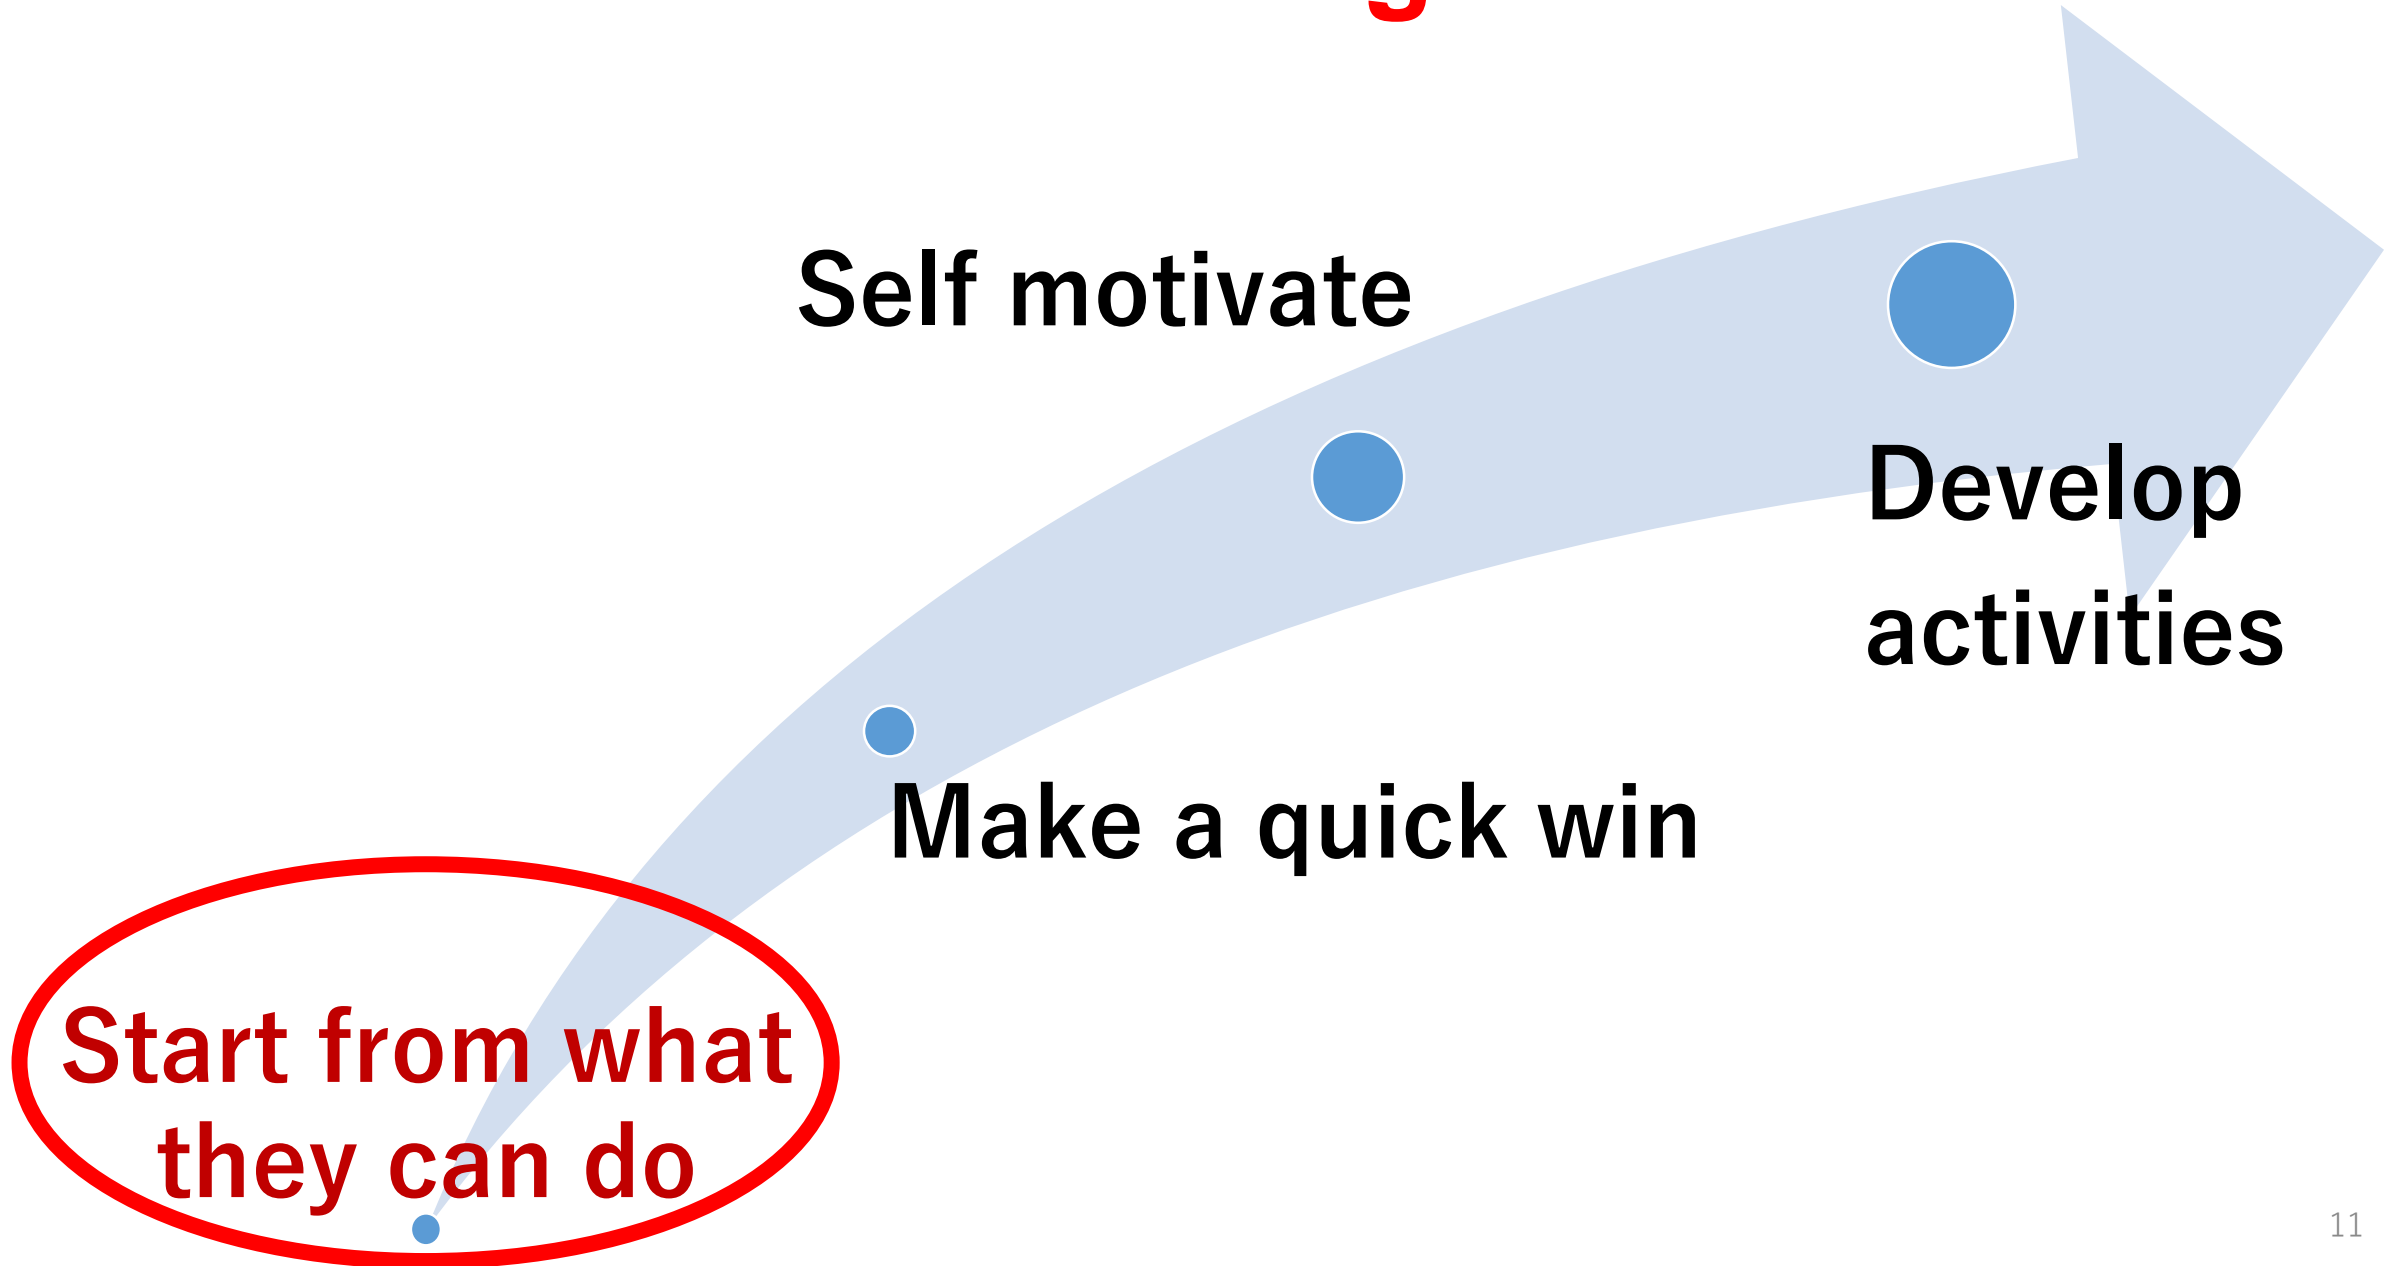 Self motivate
Develop
activities
Make a quick win
Start from what
they can do
11